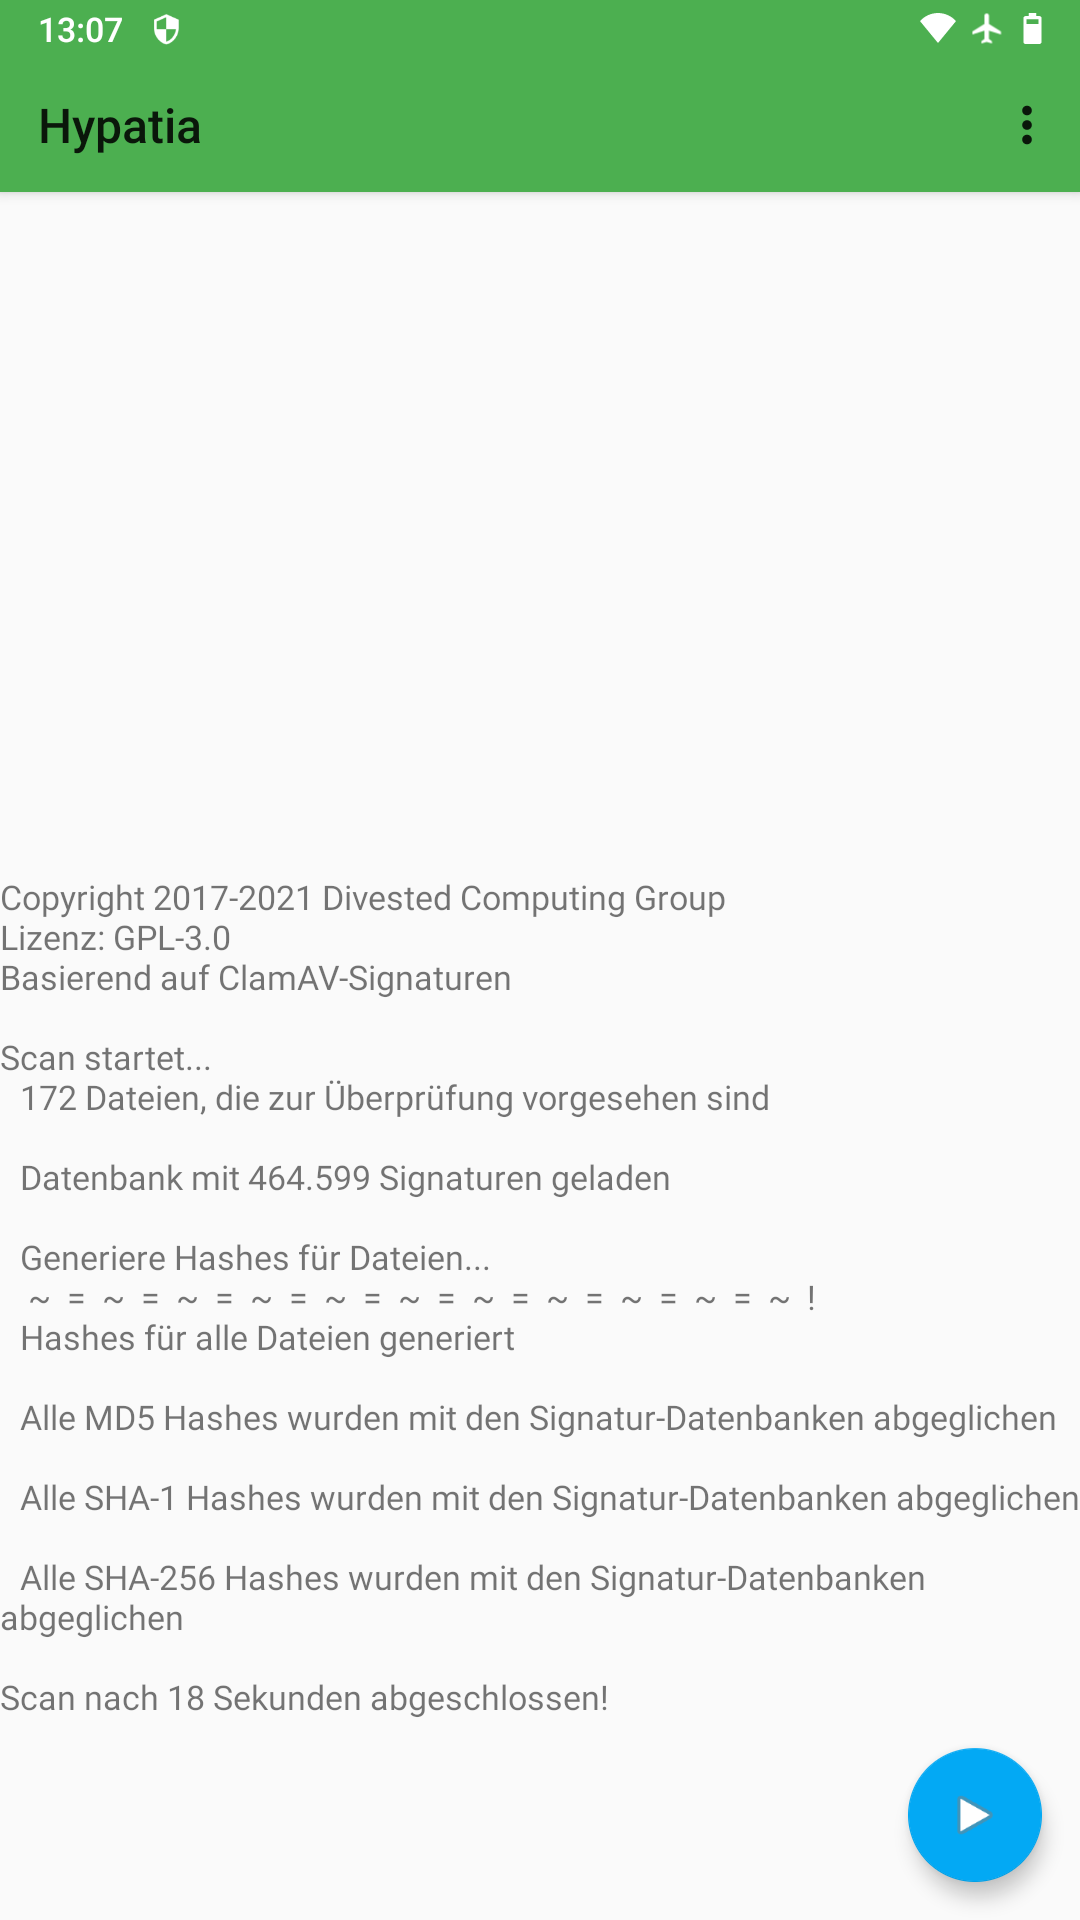 13:07
Hypatia
Copyright 2017-2021 Divested Computing Group
Lizenz: GPL-3.0
Basierend auf ClamAV-Signaturen
Scan startet...
172 Dateien, die zur Überprüfung vorgesehen sind
Datenbank mit 464.599 Signaturen geladen
Generiere Hashes für Dateien...
~ = ~ = ~ = ~ = ~ = ~ = ~ = ~ = ~ = ~ = ~ !
Hashes für alle Dateien generiert
Alle MD5 Hashes wurden mit den Signatur-Datenbanken abgeglichen
Alle SHA-1 Hashes wurden mit den Signatur-Datenbanken abgeglichen
Alle SHA-256 Hashes wurden mit den Signatur-Datenbanken
abgeglichen
Scan nach 18 Sekunden abgeschlossen!